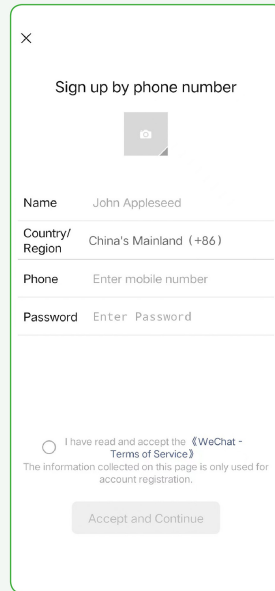 Sign up by phone number
Name John Appleseed
Country/
Region China's Mainland (+86)
Phone Enter mobile number
Password Enter Password
I have read and accept the 《WeChat -
Terms of Service》
The information collected on this page is only used for
account registration.
Accept and Continue